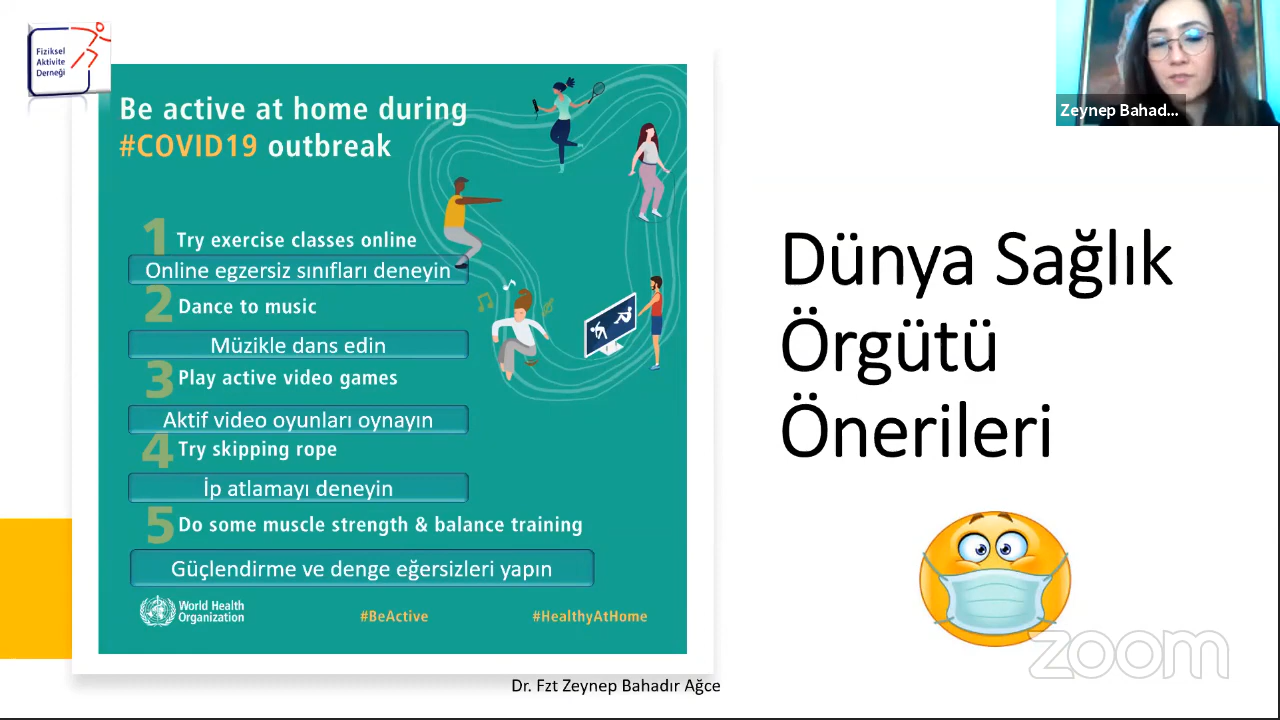 Fiziksel
Aktivite
Derneği
Be active at home during
#COVID19 outbreak
1 Try exercise classes online
Online egzersiz sınıfları deneyin
2 Dance to music
Müzikle dans edin
3 Play active video games
Aktif video oyunları oynayın
4 Try skipping rope
İp atlamayı deneyin
5 Do some muscle strength & balance training
Güçlendirme ve denge eğersizleri yapın
World Health
Organization
#BeActive
#HealthyAtHome
Dr. Fzt Zeynep Bahadır Ağce
Zeynep Bahad...
Dünya Sağlık
Örgütü
Önerileri
zoom